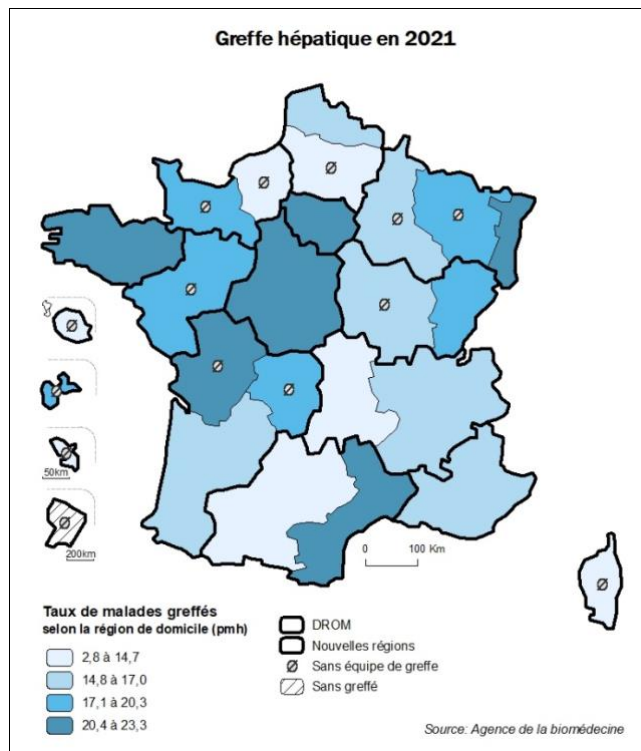 Greffe hépatique en 2021
50km
200km
0 100 Km
Taux de malades greffés
selon la région de domicile (pmh)
2,8 à 14,7
14,8 à 17,0
17,1 à 20,3
20,4 à 23,3
DROM
Nouvelles régions
Sans équipe de greffe
Sans greffé
Source: Agence de la biomédecine